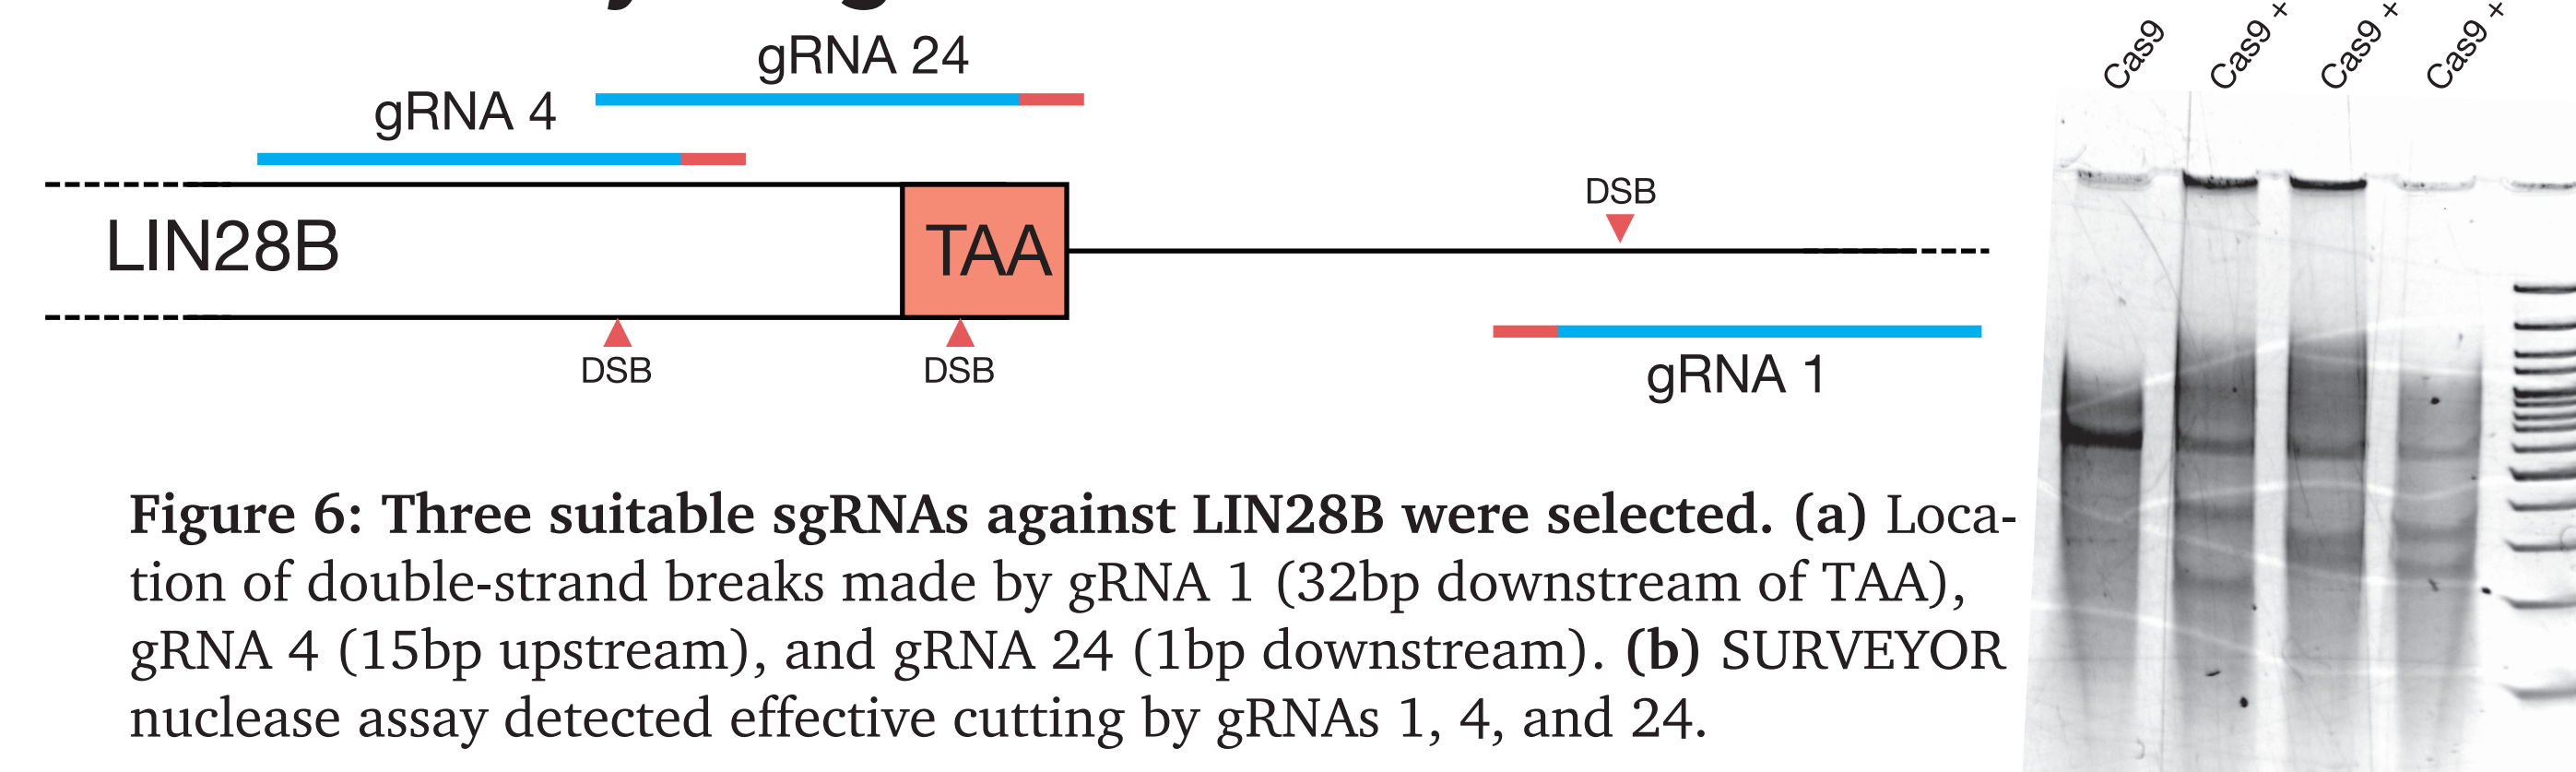 gRNA 24
gRNA 4
LIN28B
TAA
DSB
DSB
DSB
gRNA 1
Cas9
Cas9 +
Cas9 +
Cas9 +
Figure 6: Three suitable sgRNAs against LIN28B were selected. (a) Loca-
tion of double-strand breaks made by gRNA 1 (32bp downstream of TAA),
gRNA 4 (15bp upstream), and gRNA 24 (1bp downstream). (b) SURVEYOR
nuclease assay detected effective cutting by gRNAs 1, 4, and 24.